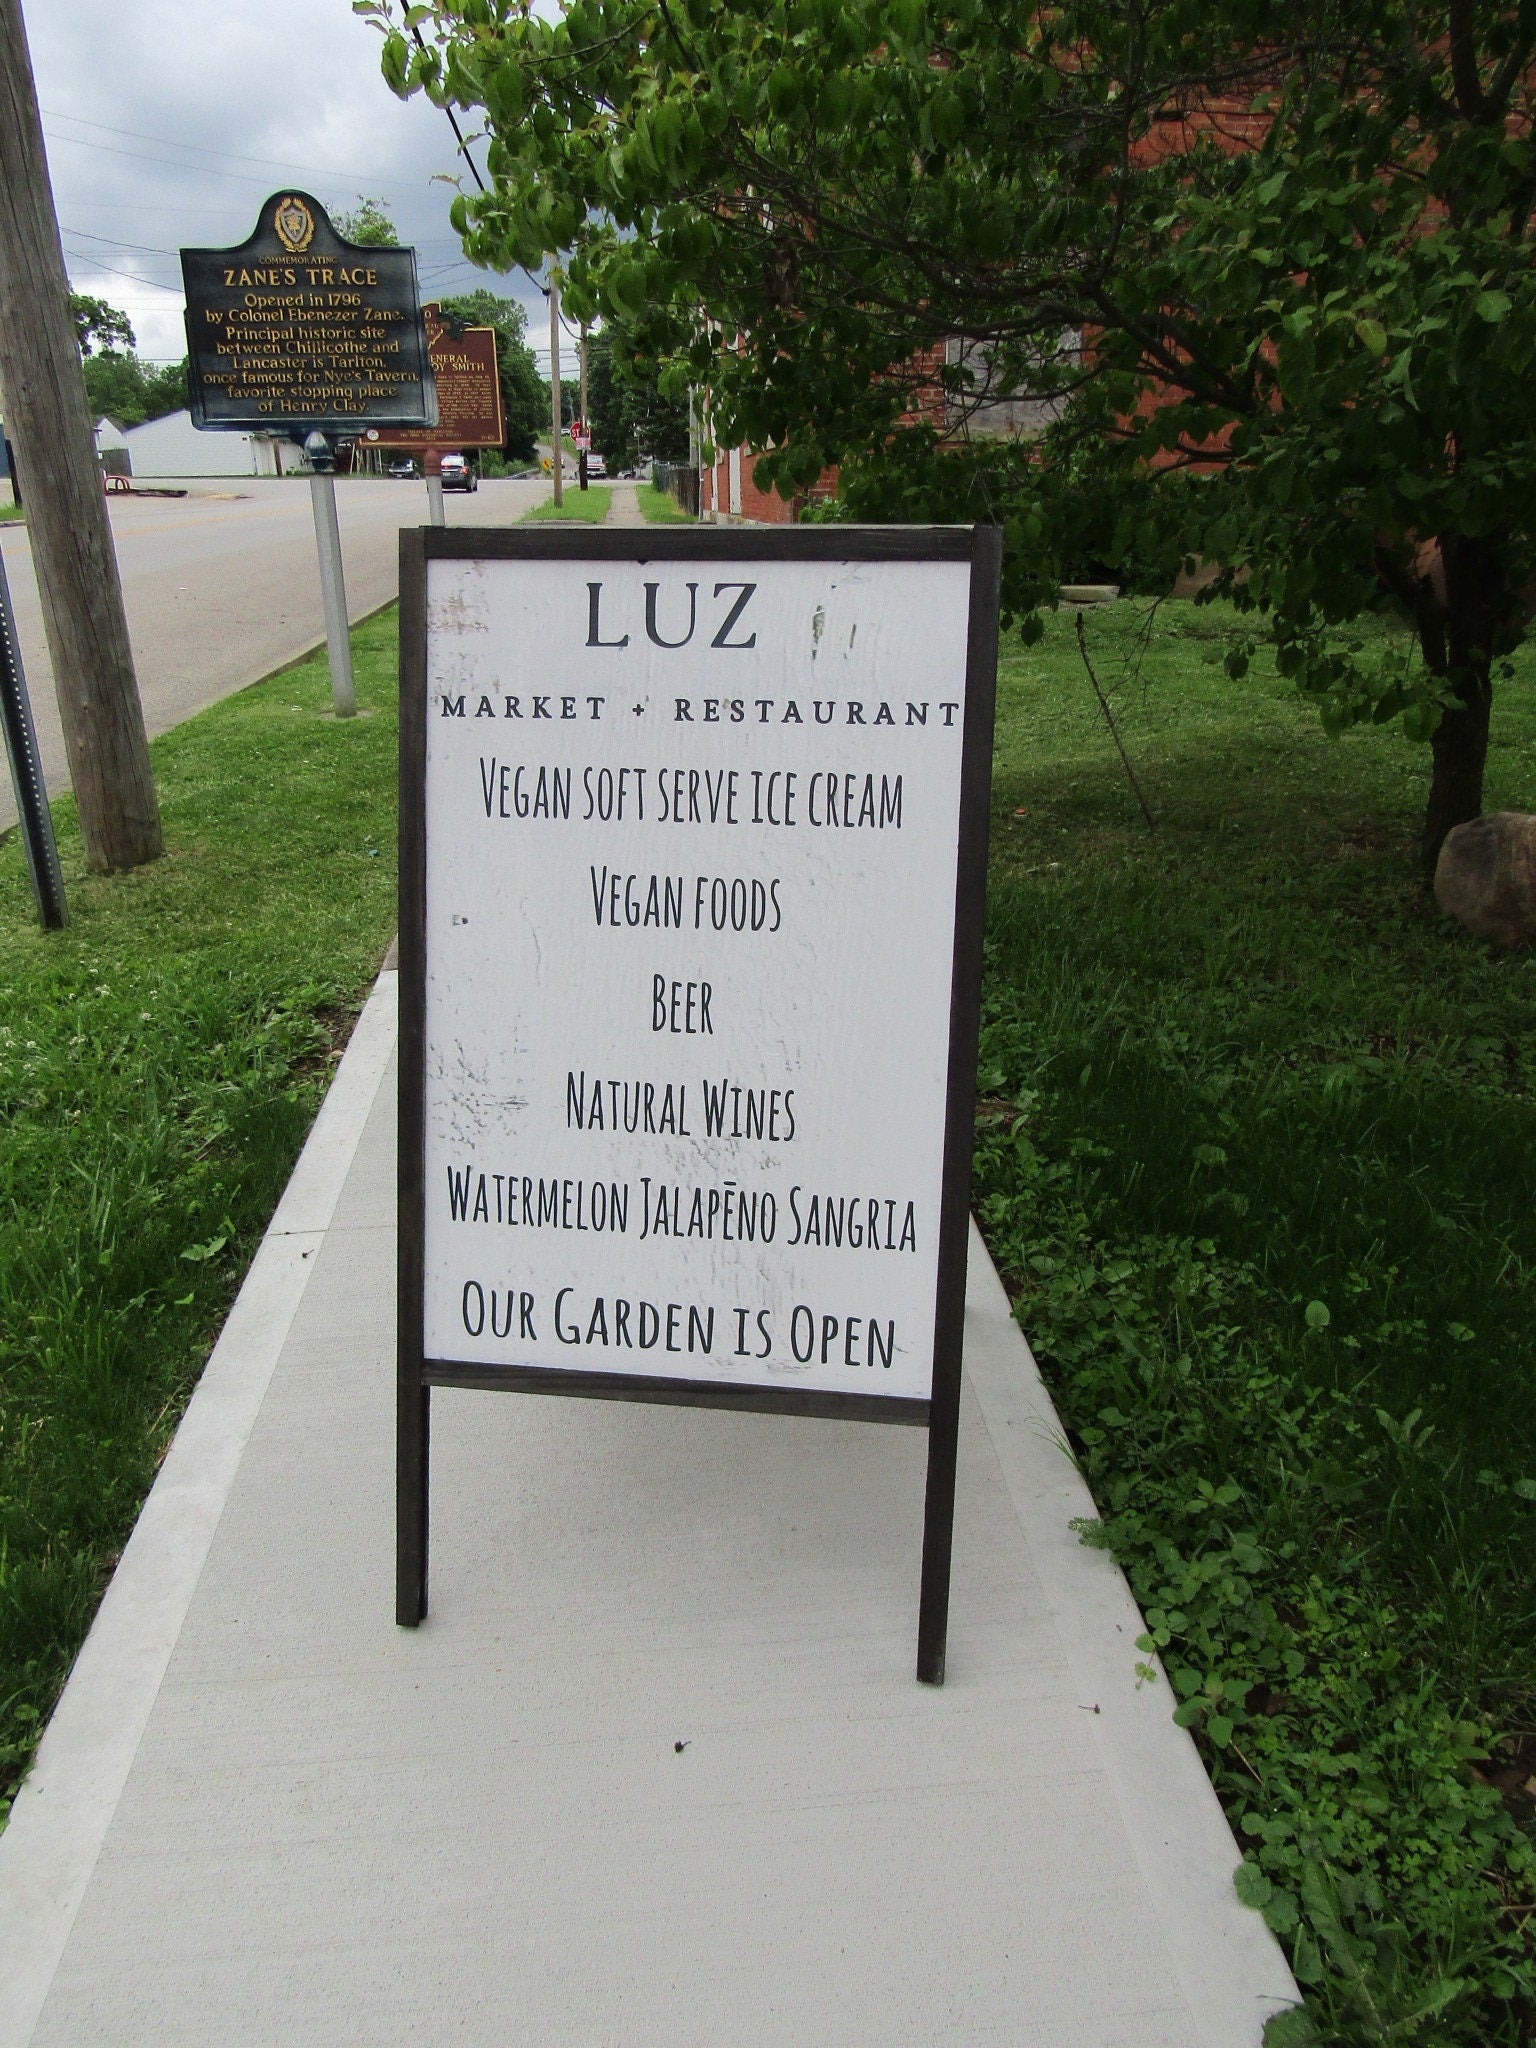 COMMEMORATING
ZANE'S TRACE
Opened in 1796
by Colonel Ebenezer Zane.
Principal historic site
between Chillicothe and
Lancaster is Tarlton,
once famous for Nye's Tavern,
favorite stopping place
of Henry Clay.
SMITH
LUZ
MARKET + RESTAURANT
VEGAN SOFT SERVE ICE CREAM
VEGAN FOODS
BEER
NATURAL WINES
WATERMELON JALAPĒNO SANGRIA
OUR GARDEN IS OPEN